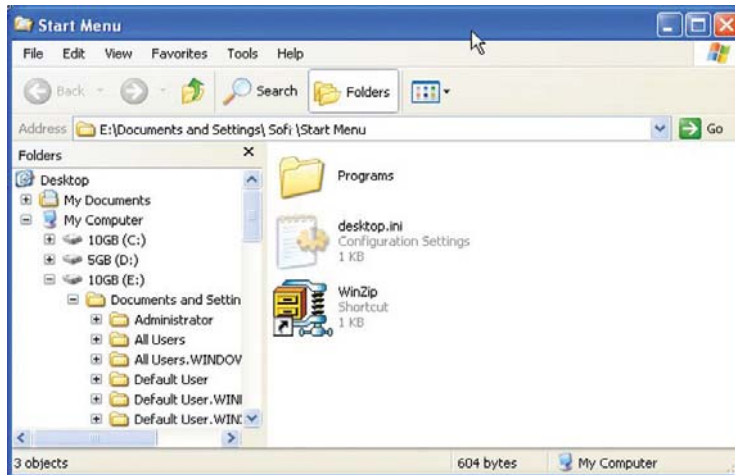 Start Menu
File Edit View Favorites Tools Help
Back Search Folders
Address E:\Documents and Settings\ Sofi \Start Menu Go
Folders
Desktop
My Documents
My Computer
10GB (C:)
5GB (D:)
10GB (E:)
Documents and Settin
Administrator
All Users
All Users.WINDOW
Default User
Default User.WINI
Default User.WIN
Programs
desktop.ini
Configuration Settings
1 KB
WinZip
Shortcut
1 KB
3 objects 604 bytes My Computer